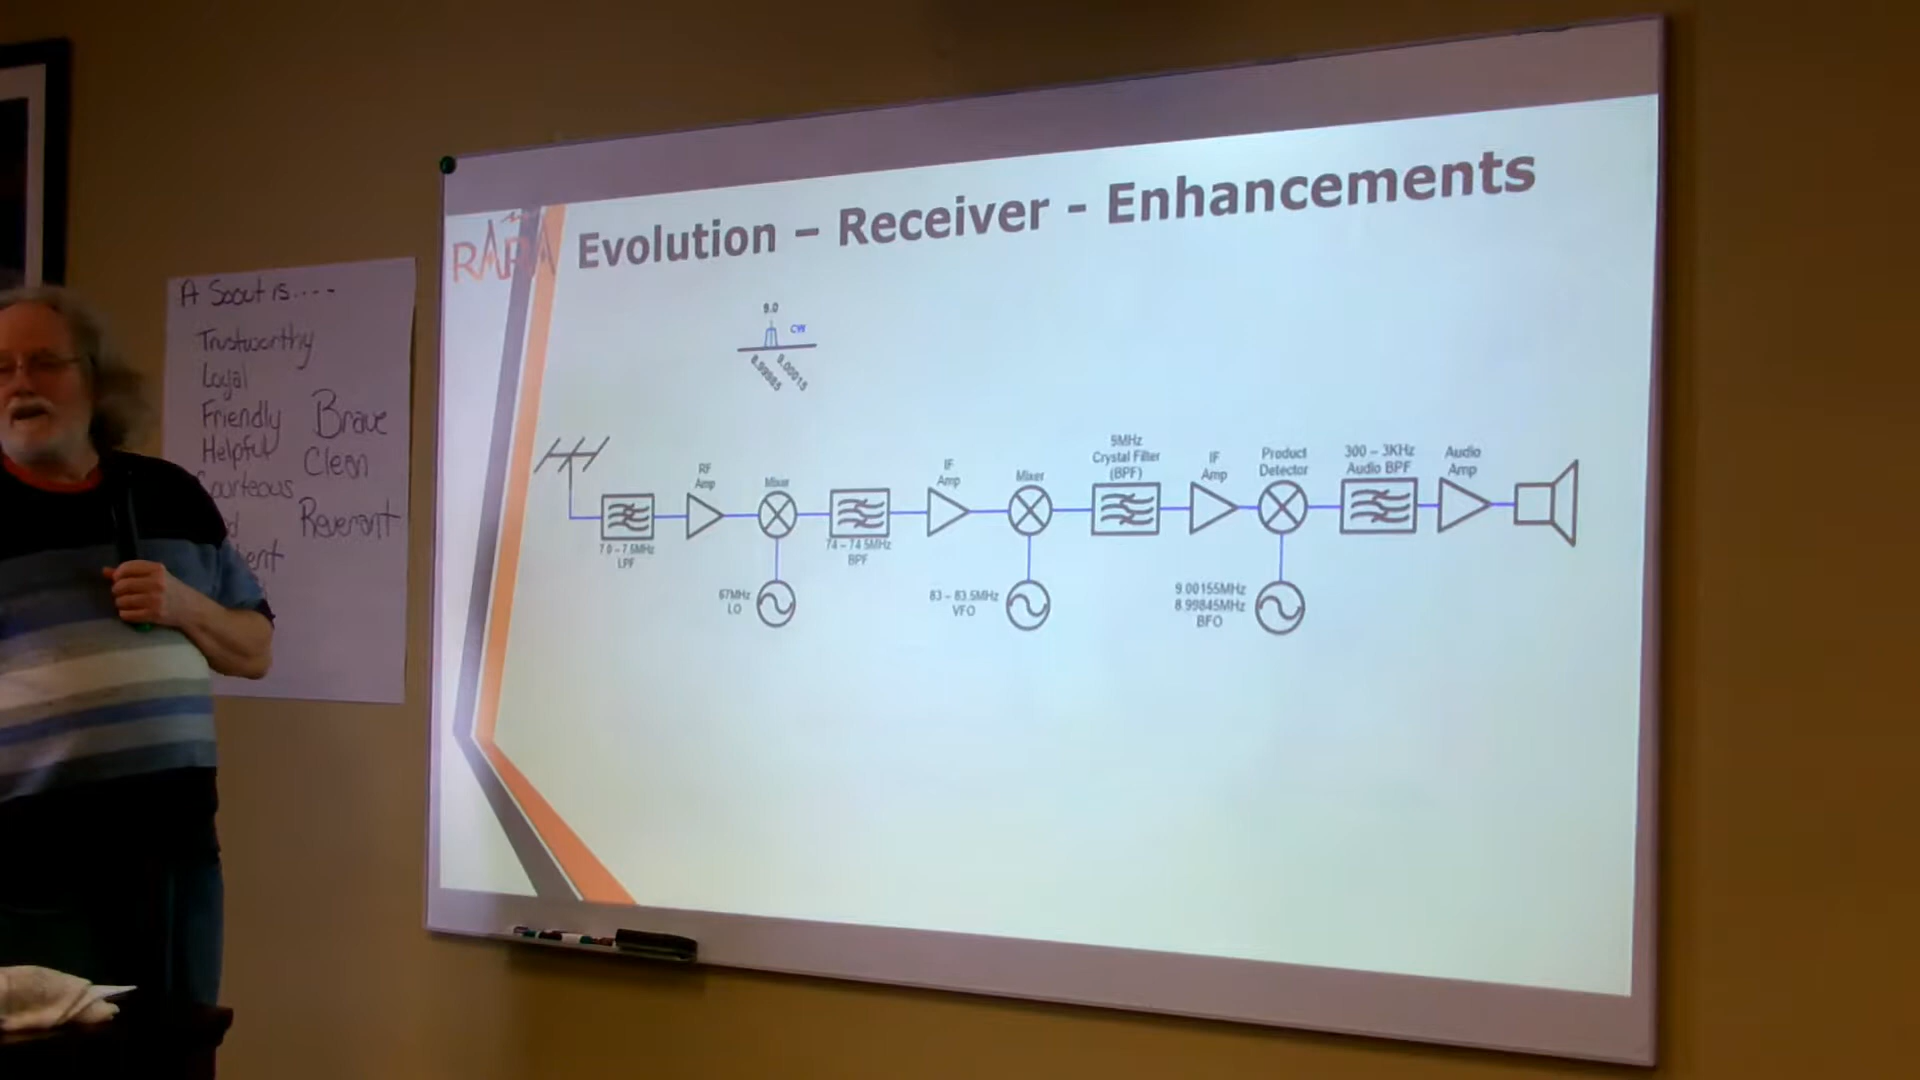 RARA
Evolution – Receiver - Enhancements
9.0
CW
8.99985
9.00015
RF
Amp
Mixer
IF
Amp
Mixer
9MHz
Crystal Filter
(BPF)
IF
Amp
Product
Detector
300 – 3KHz
Audio BPF
Audio
Amp
7.0 – 7.5MHz
LPF
74 – 74.5MHz
BPF
67MHz
LO
83 – 83.5MHz
VFO
9.00155MHz
8.99845MHz
BFO
A Scout is....
Trustworthy
Loyal
Friendly
Helpful
Courteous
Brave
Clean
Reverant